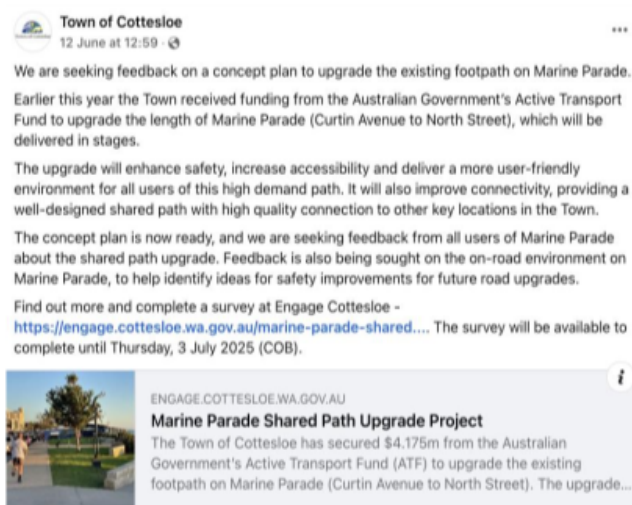 Town of Cottesloe
12 June at 12:59 ·
We are seeking feedback on a concept plan to upgrade the existing footpath on Marine Parade.
Earlier this year the Town received funding from the Australian Government's Active Transport
Fund to upgrade the length of Marine Parade (Curtin Avenue to North Street), which will be
delivered in stages.
The upgrade will enhance safety, increase accessibility and deliver a more user-friendly
environment for all users of this high demand path. It will also improve connectivity, providing a
well-designed shared path with high quality connection to other key locations in the Town.
The concept plan is now ready, and we are seeking feedback from all users of Marine Parade
about the shared path upgrade. Feedback is also being sought on the on-road environment on
Marine Parade, to help identify ideas for safety improvements for future road upgrades.
Find out more and complete a survey at Engage Cottesloe -
https://engage.cottesloe.wa.gov.au/marine-parade-shared.... The survey will be available to
complete until Thursday, 3 July 2025 (COB).
ENGAGE.COTTESLOE.WA.GOV.AU
Marine Parade Shared Path Upgrade Project
The Town of Cottesloe has secured $4.175m from the Australian
Government's Active Transport Fund (ATF) to upgrade the existing
footpath on Marine Parade (Curtin Avenue to North Street). The upgrade...